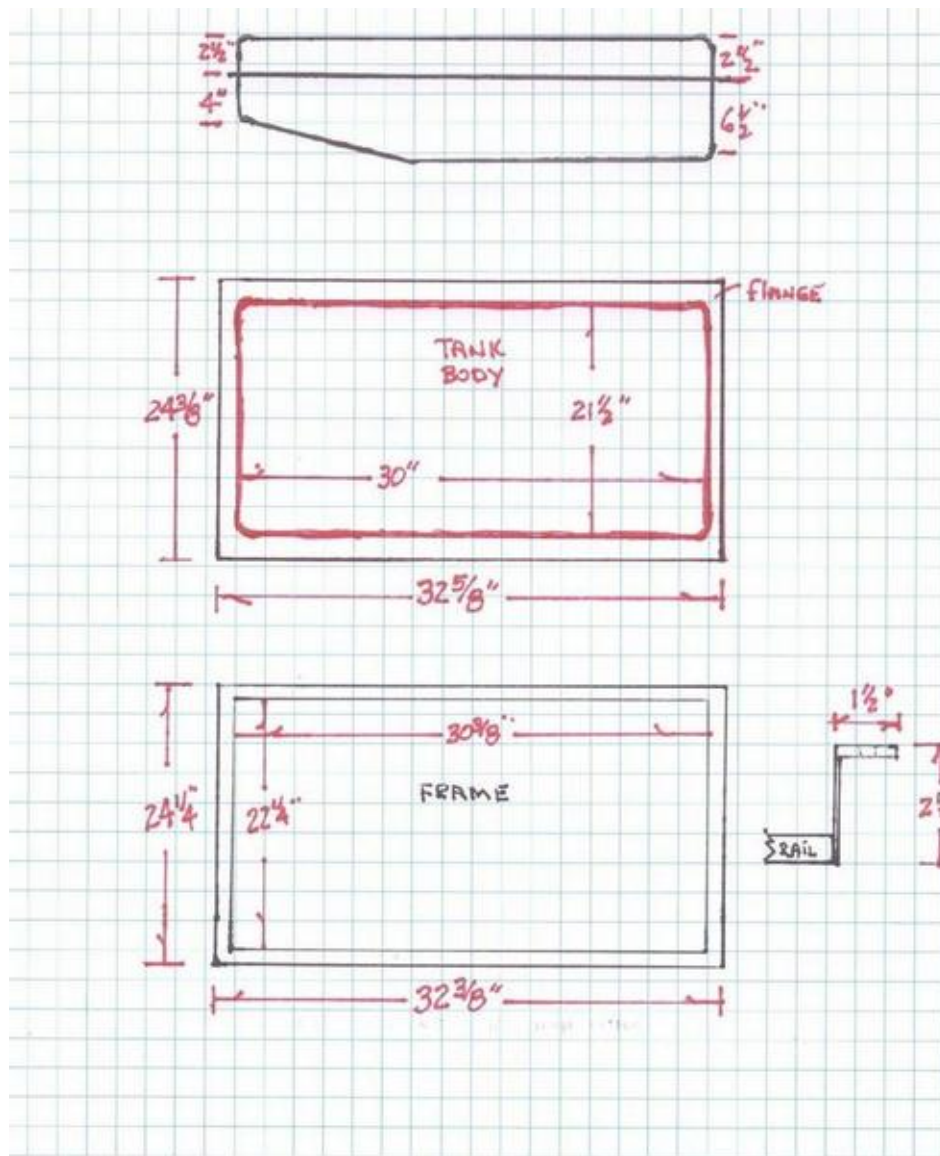 2½"
2½"
4"
6½"
FLANGE
TANK
BODY
24⅜"
21½"
30"
32⅝"
1½"
30⅜"
24¼"
22¼"
FRAME
RAIL
32⅜"